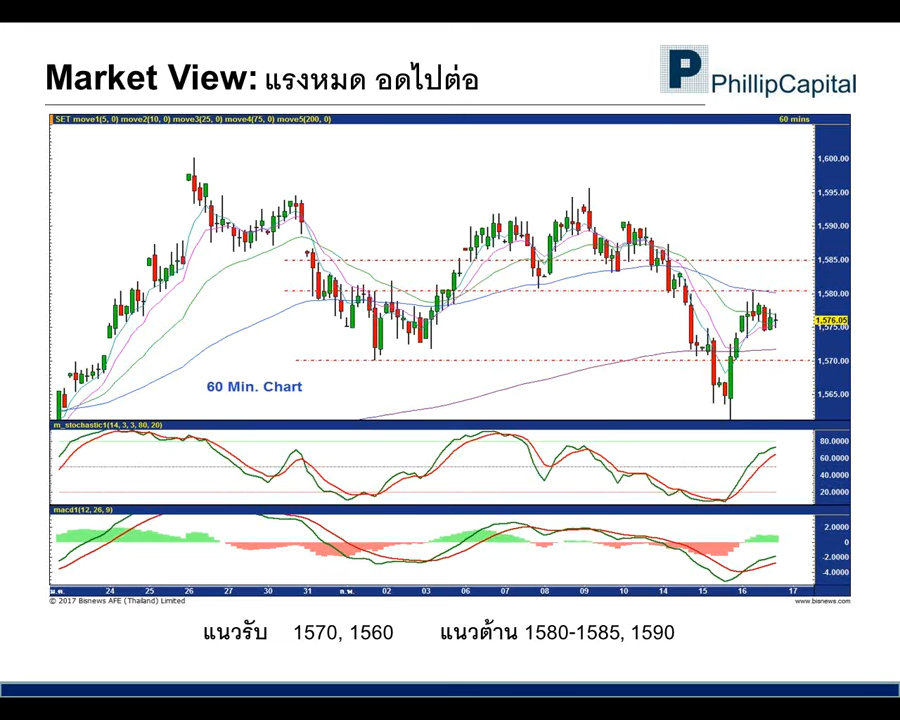 Market View: แรงหมด อดไปต่อ
PhillipCapital
SET move1(5, 0) move2(10, 0) move3(25, 0) move4(75, 0) move5(200, 0) 60 mins
1,600.00
1,595.00
1,590.00
1,585.00
1,580.00
1,576.05
1,575.00
1,570.00
1,565.00
60 Min. Chart
m_stochastic1(14, 3, 3, 80, 20)
80.0000
60.0000
40.0000
20.0000
macd1(12, 26, 9)
2.0000
0
-2.0000
-4.0000
ม.ค. 24 25 26 27 30 31 ก.พ. 02 03 06 07 08 09 10 14 15 16 17
© 2017 Bisnews AFE (Thailand) Limited www.bisnews.com
แนวรับ 1570, 1560 แนวต้าน 1580-1585, 1590